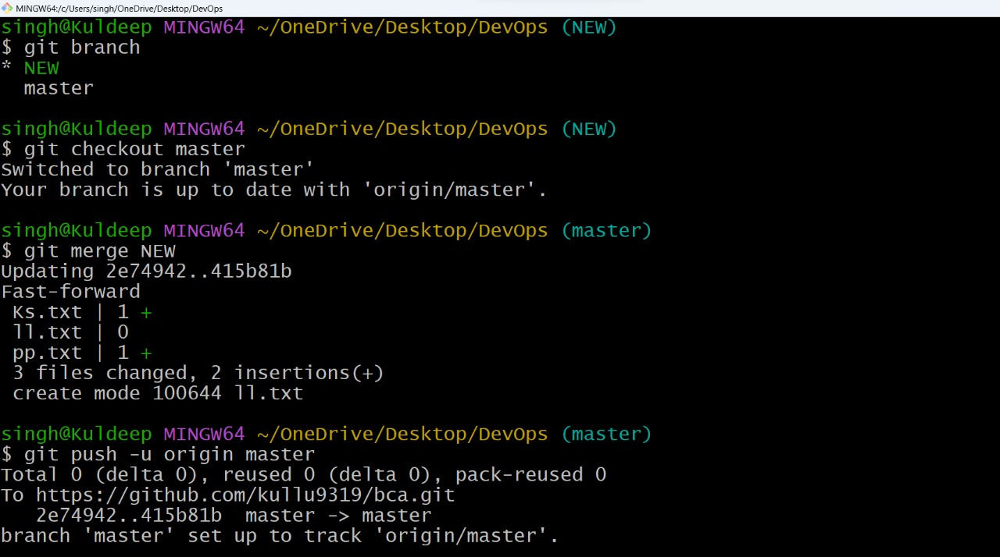 MINGW64:/c/Users/singh/OneDrive/Desktop/DevOps
singh@Kuldeep MINGW64 ~/OneDrive/Desktop/DevOps (NEW)
$ git branch
* NEW
  master
singh@Kuldeep MINGW64 ~/OneDrive/Desktop/DevOps (NEW)
$ git checkout master
Switched to branch 'master'
Your branch is up to date with 'origin/master'.
singh@Kuldeep MINGW64 ~/OneDrive/Desktop/DevOps (master)
$ git merge NEW
Updating 2e74942..415b81b
Fast-forward
 Ks.txt | 1 +
 ll.txt | 0
 pp.txt | 1 +
 3 files changed, 2 insertions(+)
 create mode 100644 ll.txt
singh@Kuldeep MINGW64 ~/OneDrive/Desktop/DevOps (master)
$ git push -u origin master
Total 0 (delta 0), reused 0 (delta 0), pack-reused 0
To https://github.com/kullu9319/bca.git
   2e74942..415b81b  master -> master
branch 'master' set up to track 'origin/master'.